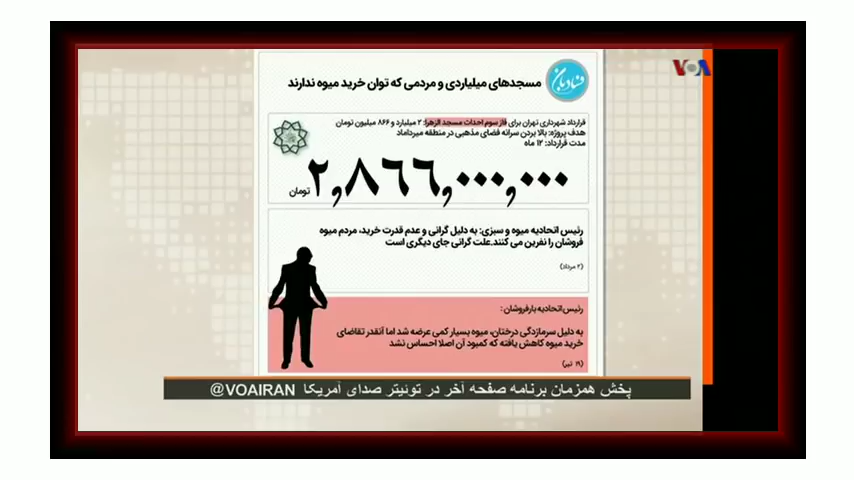 VOA
فسادبان
مسجدهای میلیاردی و مردمی که توان خرید میوه ندارند
قرارداد شهرداری تهران برای فاز سوم احداث مسجد الزهرا: ۲ میلیارد و ۸۶۶ میلیون تومان
هدف پروژه: بالا بردن سرانه فضای مذهبی در منطقه میرداماد
مدت قرارداد: ۱۲ ماه
۲,۸۶۶,۰۰۰,۰۰۰ تومان
رئیس اتحادیه میوه و سبزی: به دلیل گرانی و عدم قدرت خرید، مردم میوه
فروشان را نفرین می کنند.علت گرانی جای دیگری است
(۲ مرداد)
رئیس اتحادیه بارفروشان :
به دلیل سرمازدگی درختان، میوه بسیار کمی عرضه شد اما آنقدر تقاضای
خرید میوه کاهش یافته که کمبود آن اصلا احساس نشد
(۱۹ تیر)
پخش همزمان برنامه صفحه آخر در توئیتر صدای آمریکا @VOAIRAN